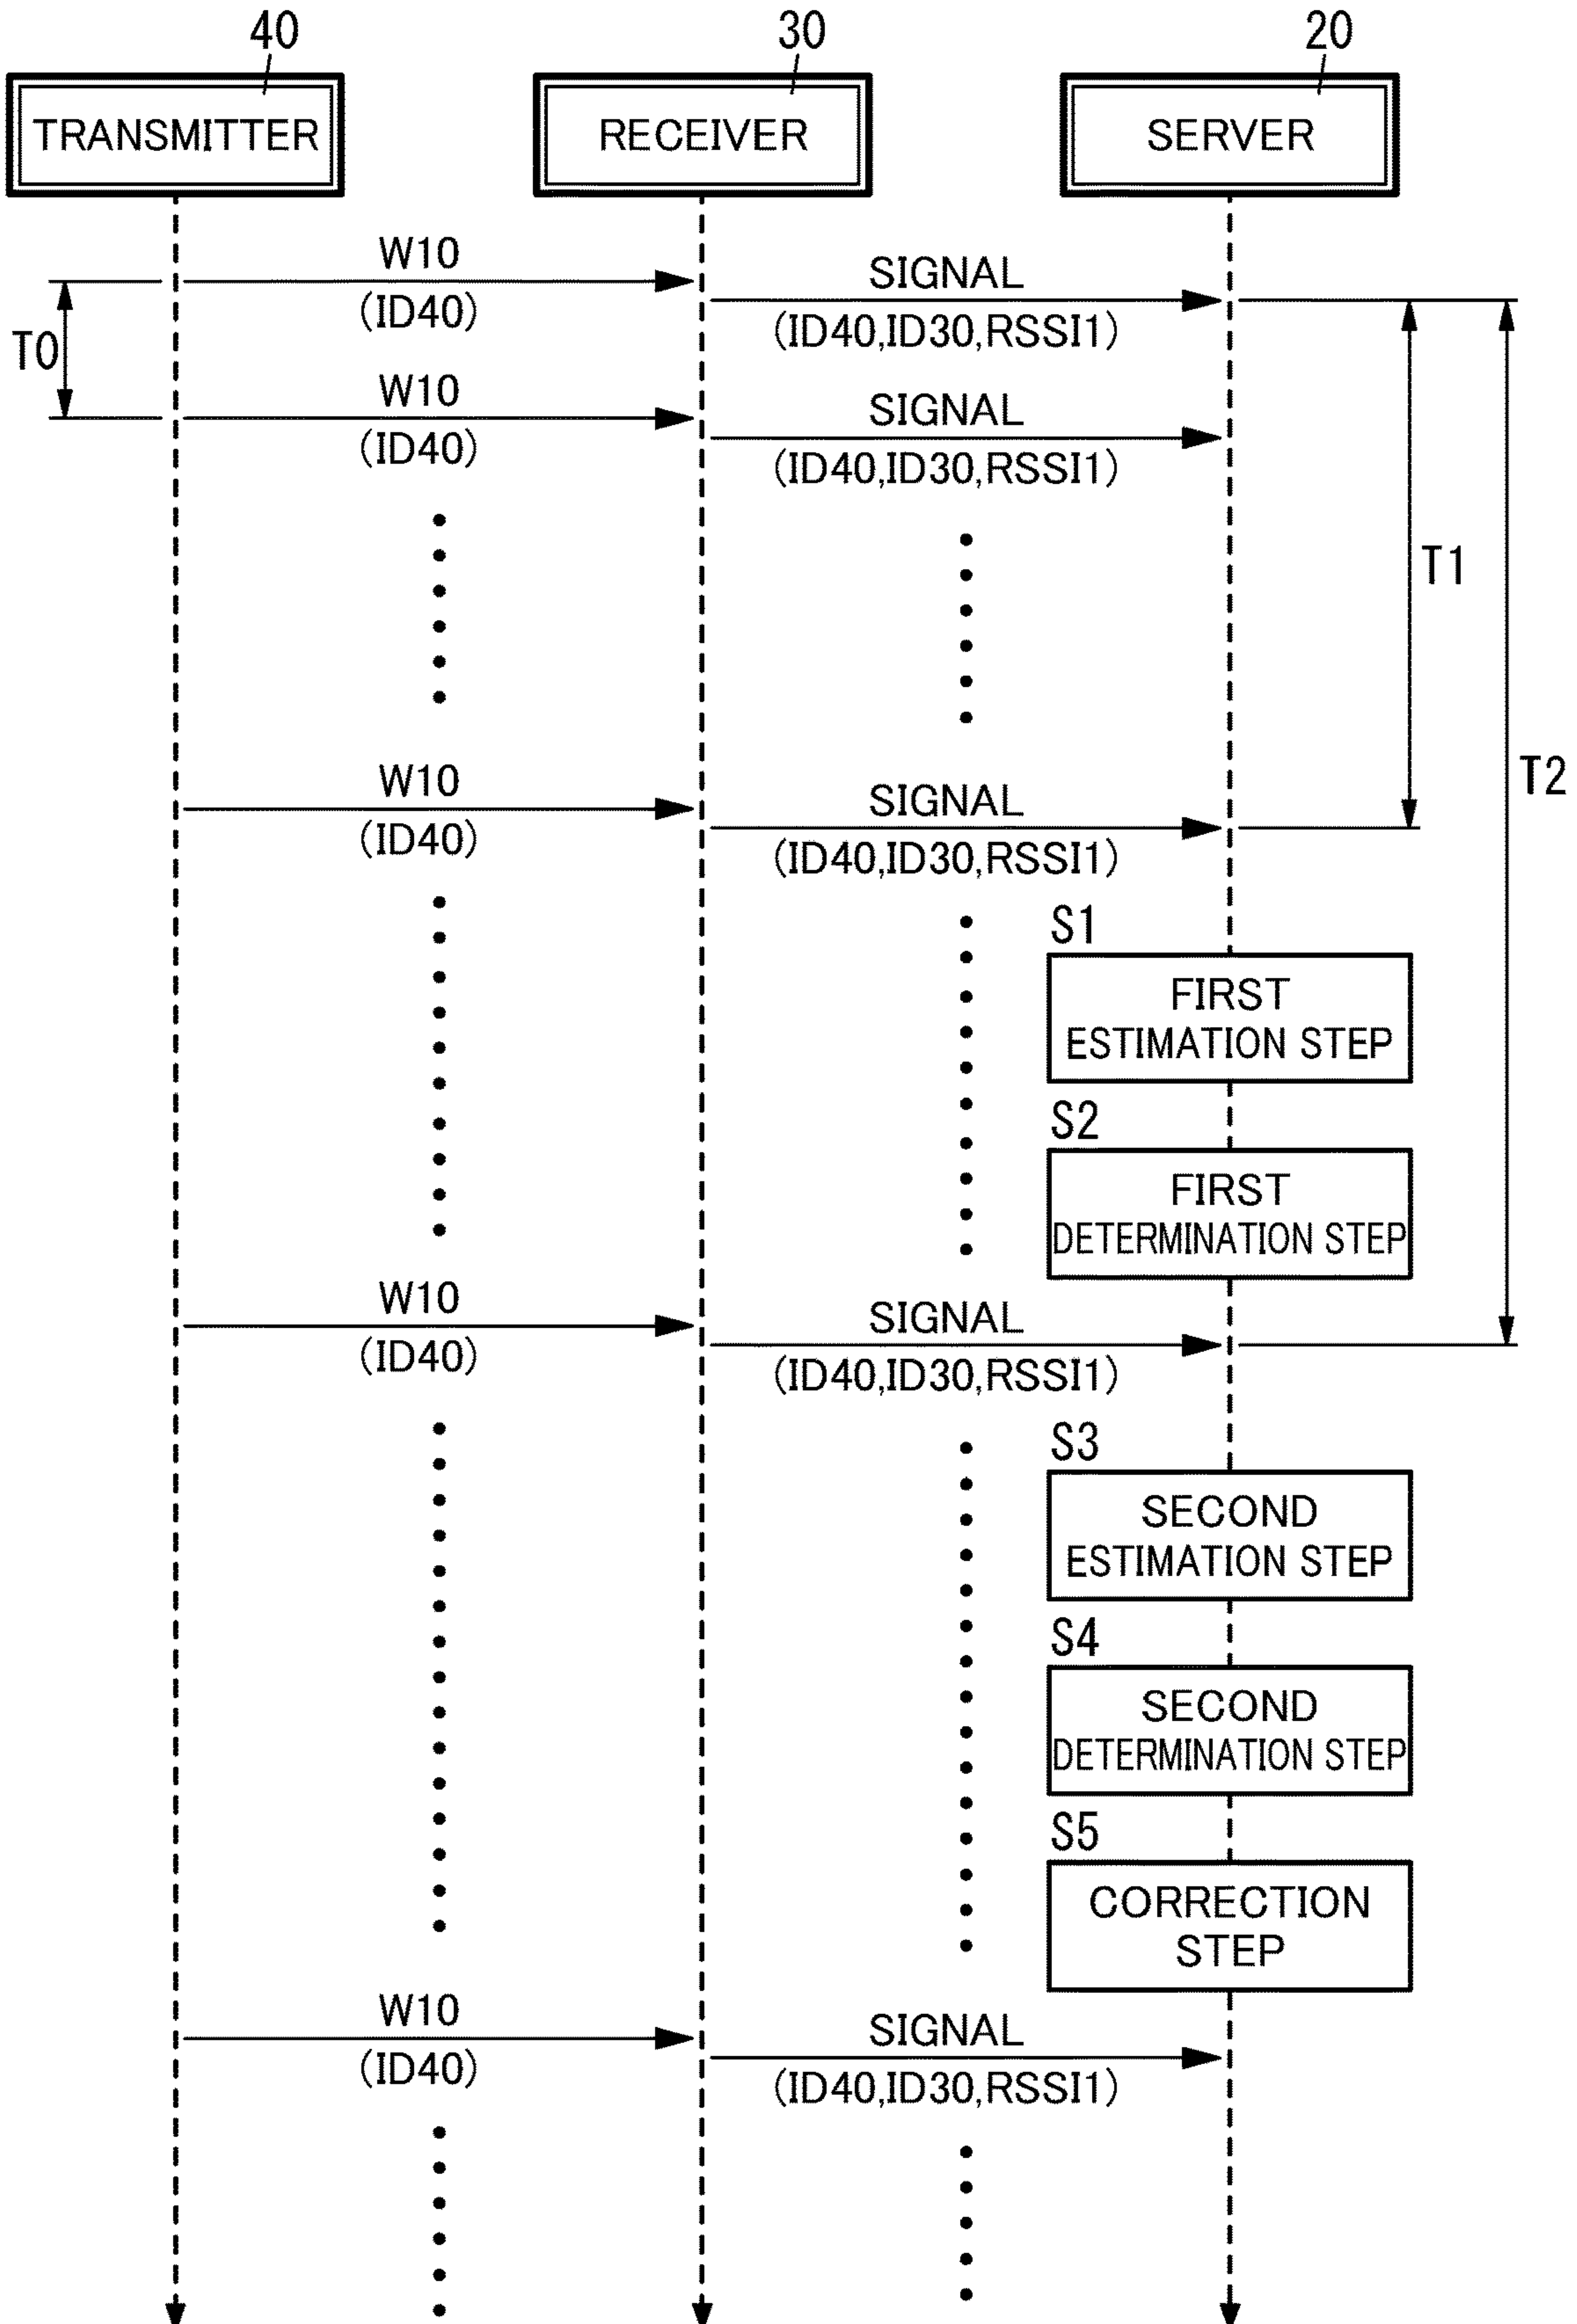 40
30
20
TRANSMITTER
RECEIVER
SERVER
W10
(ID40)
SIGNAL
(ID40,ID30,RSSI1)
T0
W10
(ID40)
SIGNAL
(ID40,ID30,RSSI1)
T1
T2
W10
(ID40)
SIGNAL
(ID40,ID30,RSSI1)
S1
FIRST
ESTIMATION STEP
S2
FIRST
DETERMINATION STEP
W10
(ID40)
SIGNAL
(ID40,ID30,RSSI1)
S3
SECOND
ESTIMATION STEP
S4
SECOND
DETERMINATION STEP
S5
CORRECTION
STEP
W10
(ID40)
SIGNAL
(ID40,ID30,RSSI1)